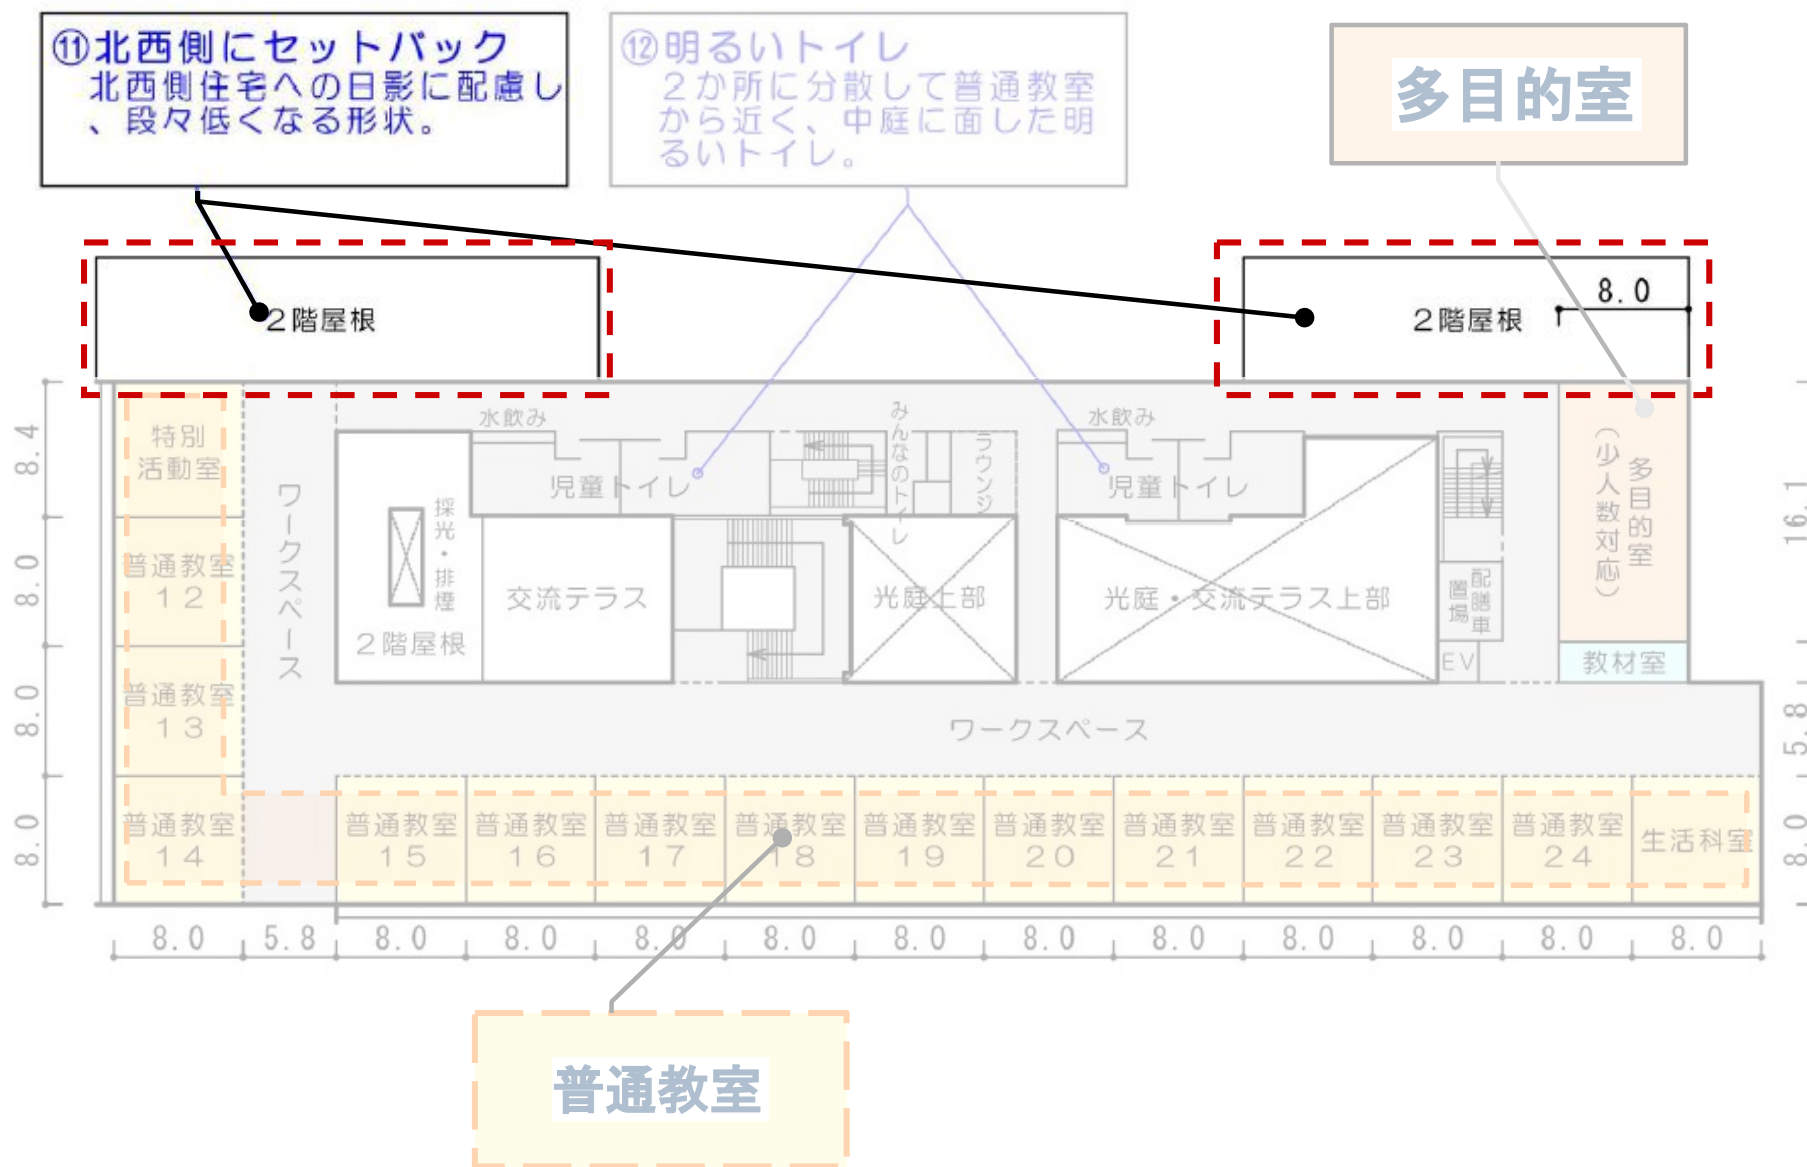 ⑪北西側にセットバック
北西側住宅への日影に配慮し
、段々低くなる形状。
⑫明るいトイレ
２か所に分散して普通教室
から近く、中庭に面した明
るいトイレ。
多目的室
２階屋根
２階屋根
8.0
水飲み
児童トイレ
みんなのトイレ
ラウンジ
水飲み
児童トイレ
特別
活動室
普通教室
12
普通教室
13
普通教室
14
ワークスペース
採光・排煙
２階屋根
交流テラス
光庭上部
光庭・交流テラス上部
配膳車
置場
EV
多目的室
（少人数対応）
教材室
ワークスペース
普通教室
15
普通教室
16
普通教室
17
普通教室
18
普通教室
19
普通教室
20
普通教室
21
普通教室
22
普通教室
23
普通教室
24
生活科室
8.4
8.0
8.0
8.0
16.1
5.8
8.0
8.0 5.8 8.0 8.0 8.0 8.0 8.0 8.0 8.0 8.0 8.0 8.0 8.0
普通教室